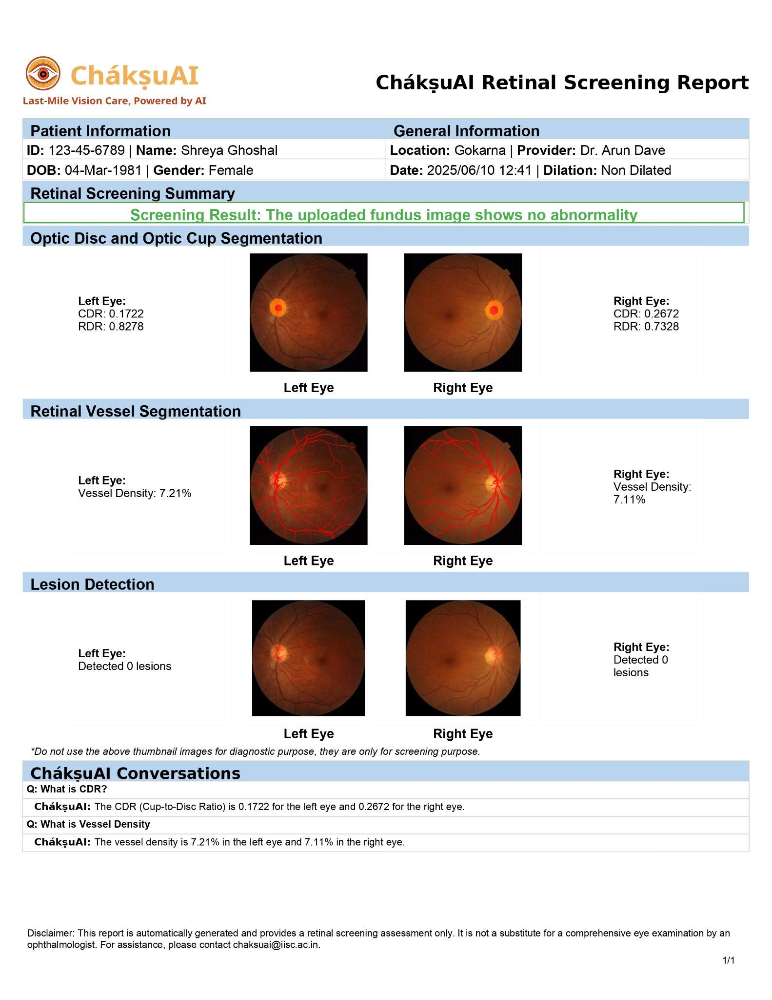 ChákṣuAI
Last-Mile Vision Care, Powered by AI
ChákṣuAI Retinal Screening Report
Patient Information
General Information
ID: 123-45-6789 | Name: Shreya Ghoshal
Location: Gokarna | Provider: Dr. Arun Dave
DOB: 04-Mar-1981 | Gender: Female
Date: 2025/06/10 12:41 | Dilation: Non Dilated
Retinal Screening Summary
Screening Result: The uploaded fundus image shows no abnormality
Optic Disc and Optic Cup Segmentation
Left Eye:
CDR: 0.1722
RDR: 0.8278
Right Eye:
CDR: 0.2672
RDR: 0.7328
Left Eye
Right Eye
Retinal Vessel Segmentation
Left Eye:
Vessel Density: 7.21%
Right Eye:
Vessel Density:
7.11%
Left Eye
Right Eye
Lesion Detection
Left Eye:
Detected 0 lesions
Right Eye:
Detected 0
lesions
Left Eye
Right Eye
*Do not use the above thumbnail images for diagnostic purpose, they are only for screening purpose.
ChákṣuAI Conversations
Q: What is CDR?
ChákṣuAI: The CDR (Cup-to-Disc Ratio) is 0.1722 for the left eye and 0.2672 for the right eye.
Q: What is Vessel Density
ChákṣuAI: The vessel density is 7.21% in the left eye and 7.11% in the right eye.
Disclaimer: This report is automatically generated and provides a retinal screening assessment only. It is not a substitute for a comprehensive eye examination by an
ophthalmologist. For assistance, please contact chaksuai@iisc.ac.in.
1/1